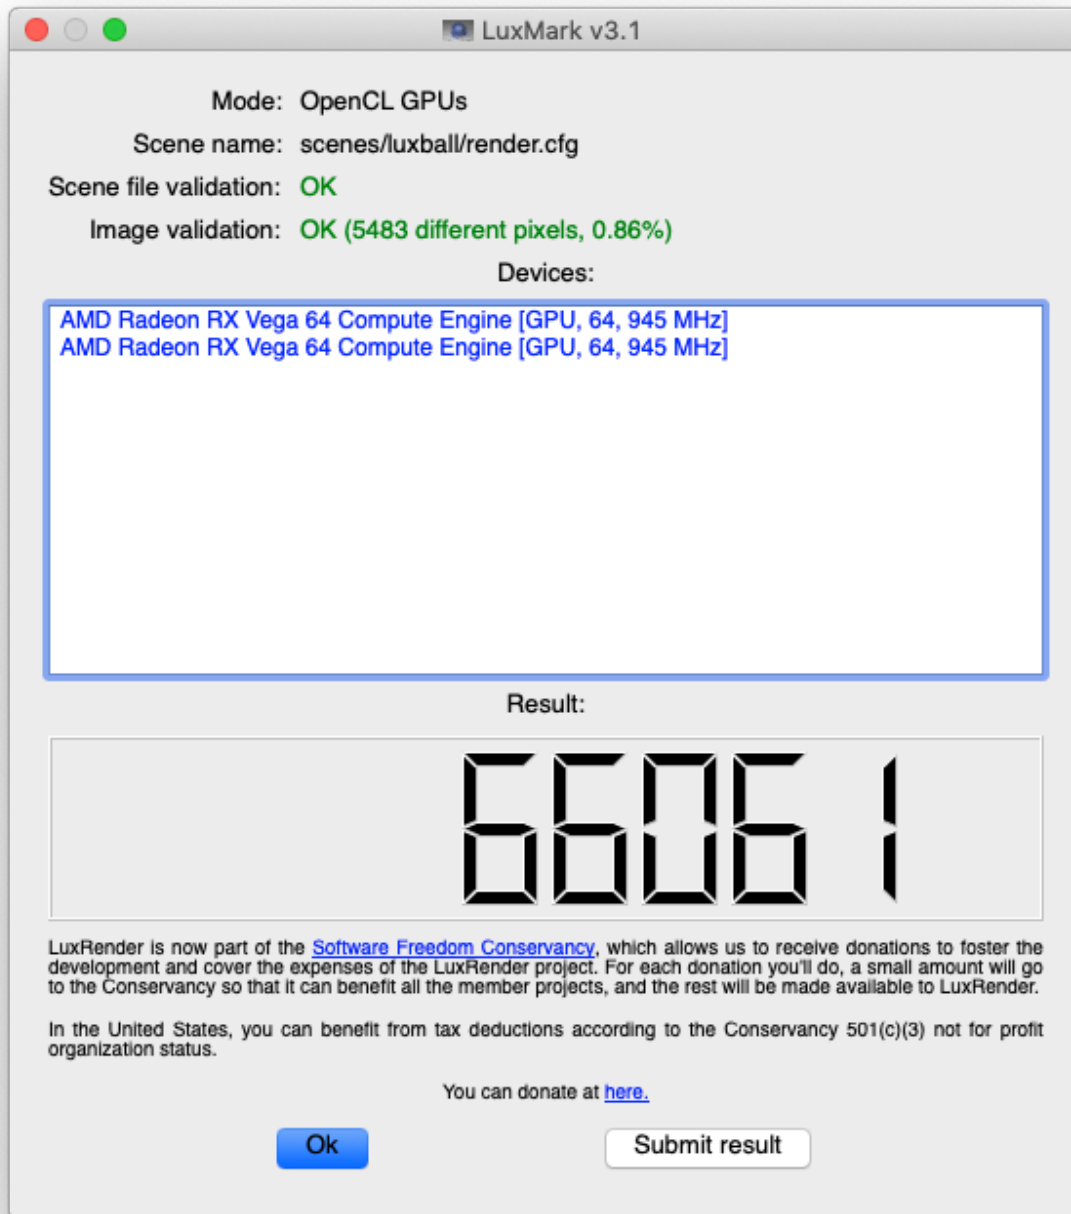 LuxMark v3.1
Mode: OpenCL GPUs
Scene name: scenes/luxball/render.cfg
Scene file validation: OK
Image validation: OK (5483 different pixels, 0.86%)
Devices:
AMD Radeon RX Vega 64 Compute Engine [GPU, 64, 945 MHz]
AMD Radeon RX Vega 64 Compute Engine [GPU, 64, 945 MHz]
Result:
66061
LuxRender is now part of the Software Freedom Conservancy, which allows us to receive donations to foster the
development and cover the expenses of the LuxRender project. For each donation you'll do, a small amount will go
to the Conservancy so that it can benefit all the member projects, and the rest will be made available to LuxRender.
In the United States, you can benefit from tax deductions according to the Conservancy 501(c)(3) not for profit
organization status.
You can donate at here.
Ok Submit result